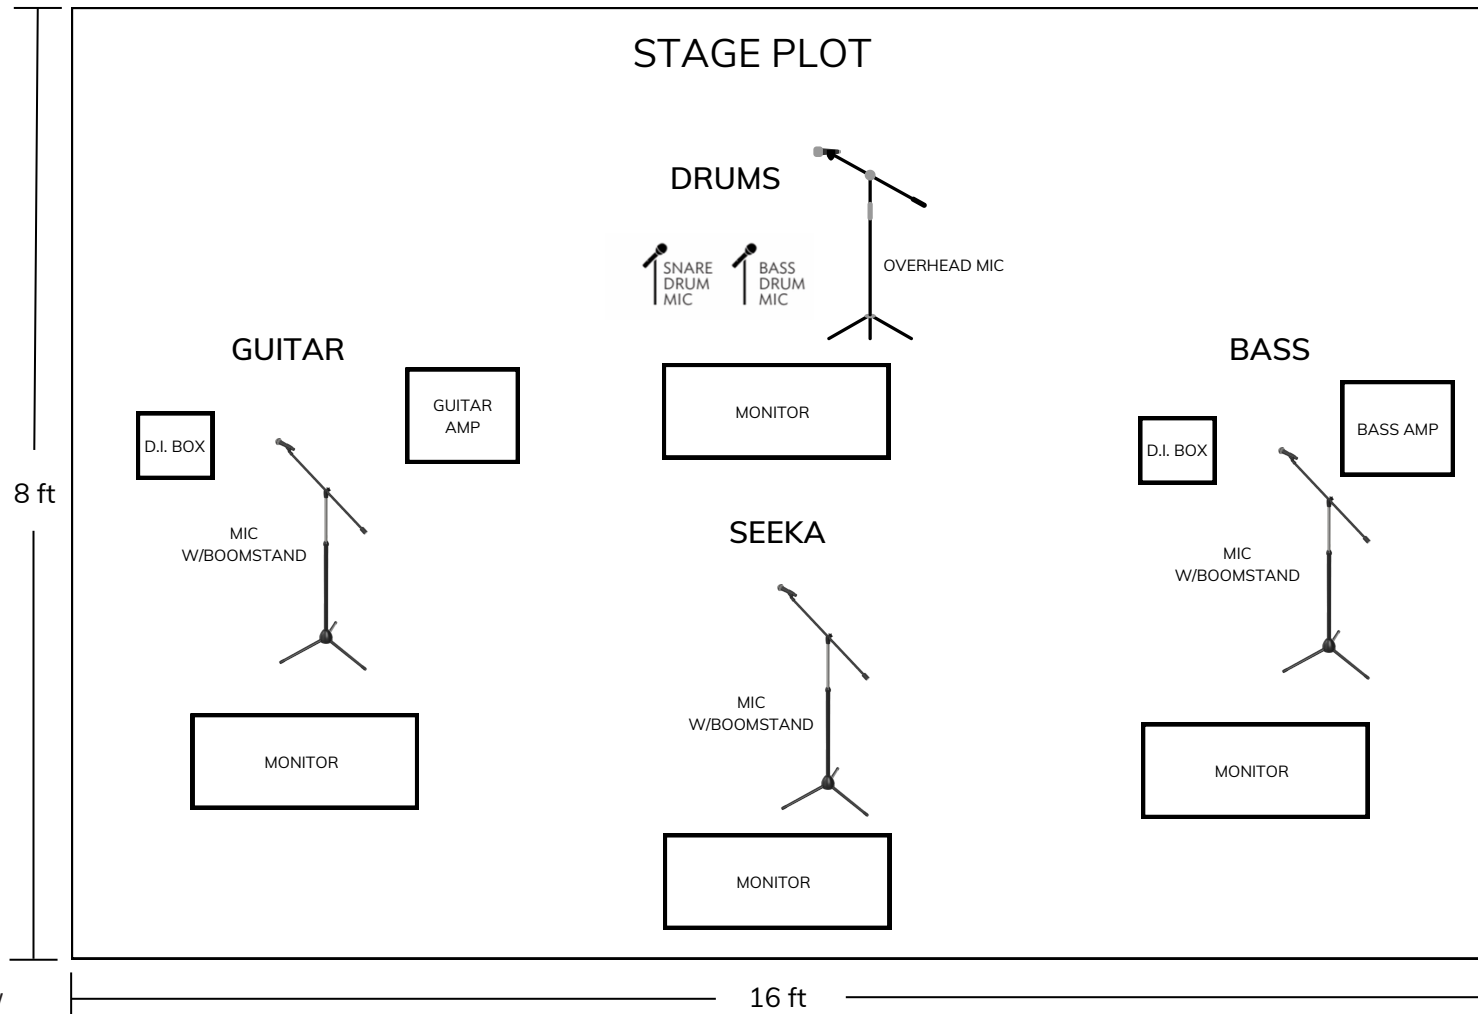 STAGE PLOT
DRUMS
SNARE
DRUM
MIC
BASS
DRUM
MIC
OVERHEAD MIC
GUITAR
BASS
GUITAR
AMP
D.I. BOX
MONITOR
BASS AMP
D.I. BOX
8 ft
MIC
W/BOOMSTAND
SEEKA
MIC
W/BOOMSTAND
MIC
W/BOOMSTAND
MONITOR
MONITOR
MONITOR
16 ft